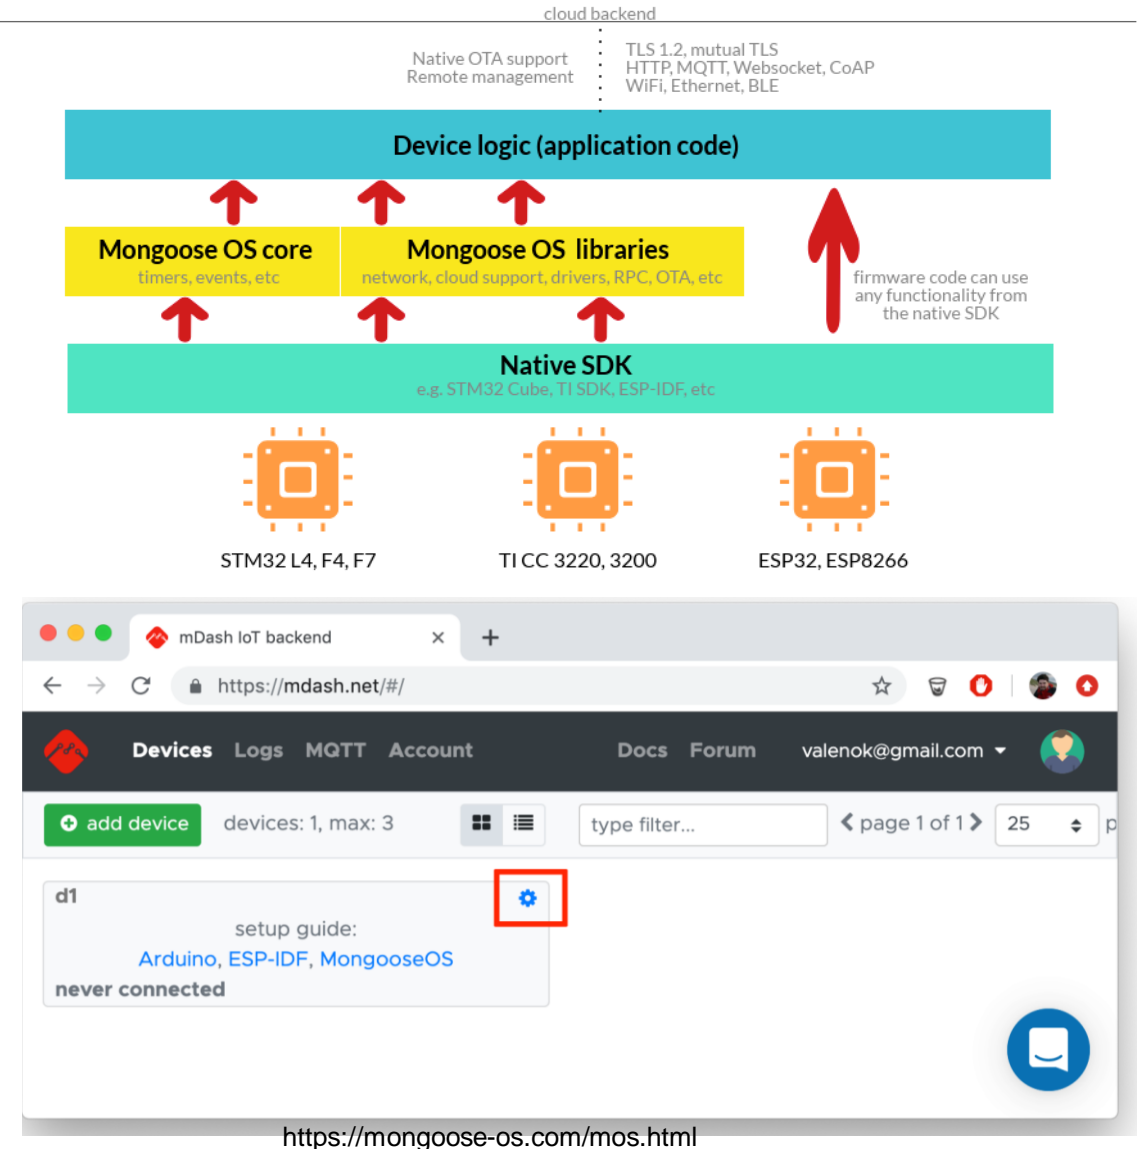 cloud backend
Native OTA support
Remote management
TLS 1.2, mutual TLS
HTTP, MQTT, Websocket, CoAP
WiFi, Ethernet, BLE
Device logic (application code)
Mongoose OS core
timers, events, etc
Mongoose OS libraries
network, cloud support, drivers, RPC, OTA, etc
firmware code can use
any functionality from
the native SDK
Native SDK
e.g. STM32 Cube, TI SDK, ESP-IDF, etc
STM32 L4, F4, F7
TI CC 3220, 3200
ESP32, ESP8266
mDash IoT backend
https://mdash.net/#/
Devices Logs MQTT Account Docs Forum valenok@gmail.com
add device devices: 1, max: 3 type filter... page 1 of 1 25 p
d1
setup guide:
Arduino, ESP-IDF, MongooseOS
never connected
https://mongoose-os.com/mos.html